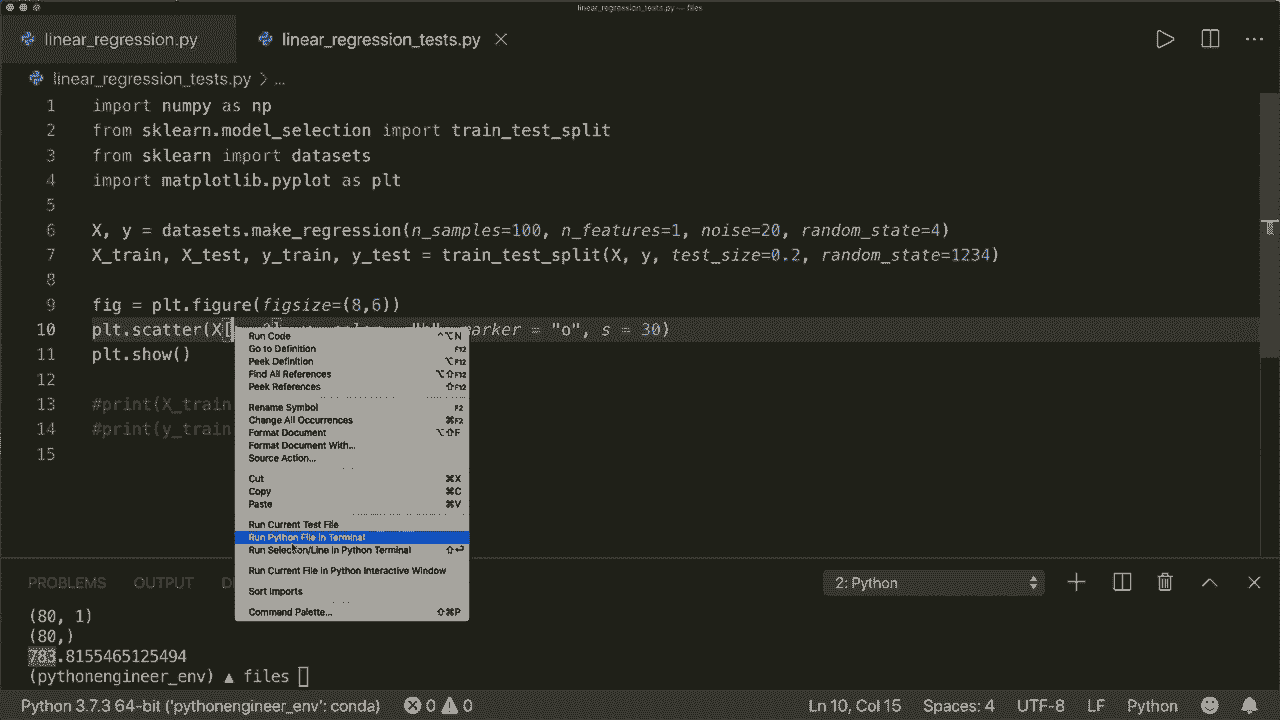 linear_regression_tests.py — files
linear_regression.py linear_regression_tests.py
linear_regression_tests.py > ...
1 import numpy as np
2 from sklearn.model_selection import train_test_split
3 from sklearn import datasets
4 import matplotlib.pyplot as plt
5
6 X, y = datasets.make_regression(n_samples=100, n_features=1, noise=20, random_state=4)
7 X_train, X_test, y_train, y_test = train_test_split(X, y, test_size=0.2, random_state=1234)
8
9 fig = plt.figure(figsize=(8,6))
10 plt.scatter(X[ marker = "o", s = 30)
11 plt.show()
12
13 #print(X_train
14 #print(y_train
15
Run Code ^⌥N
Go to Definition F12
Peek Definition ⌥F12
Find All References ⌥⇧F12
Peek References ⇧F12
Rename Symbol F2
Change All Occurrences ⌘F2
Format Document ⌥⇧F
Format Document With...
Source Action...
Cut ⌘X
Copy ⌘C
Paste ⌘V
Run Current Test File
Run Python File in Terminal
Run Selection/Line in Python Terminal ⇧⏎
Run Current File in Python Interactive Window
Sort Imports
Command Palette... ⇧⌘P
PROBLEMS OUTPUT 2: Python
(80, 1)
(80,)
783.8155465125494
(pythonengineer_env) ▲ files
Python 3.7.3 64-bit ('pythonengineer_env': conda) 0 0 Ln 10, Col 15 Spaces: 4 UTF-8 LF Python